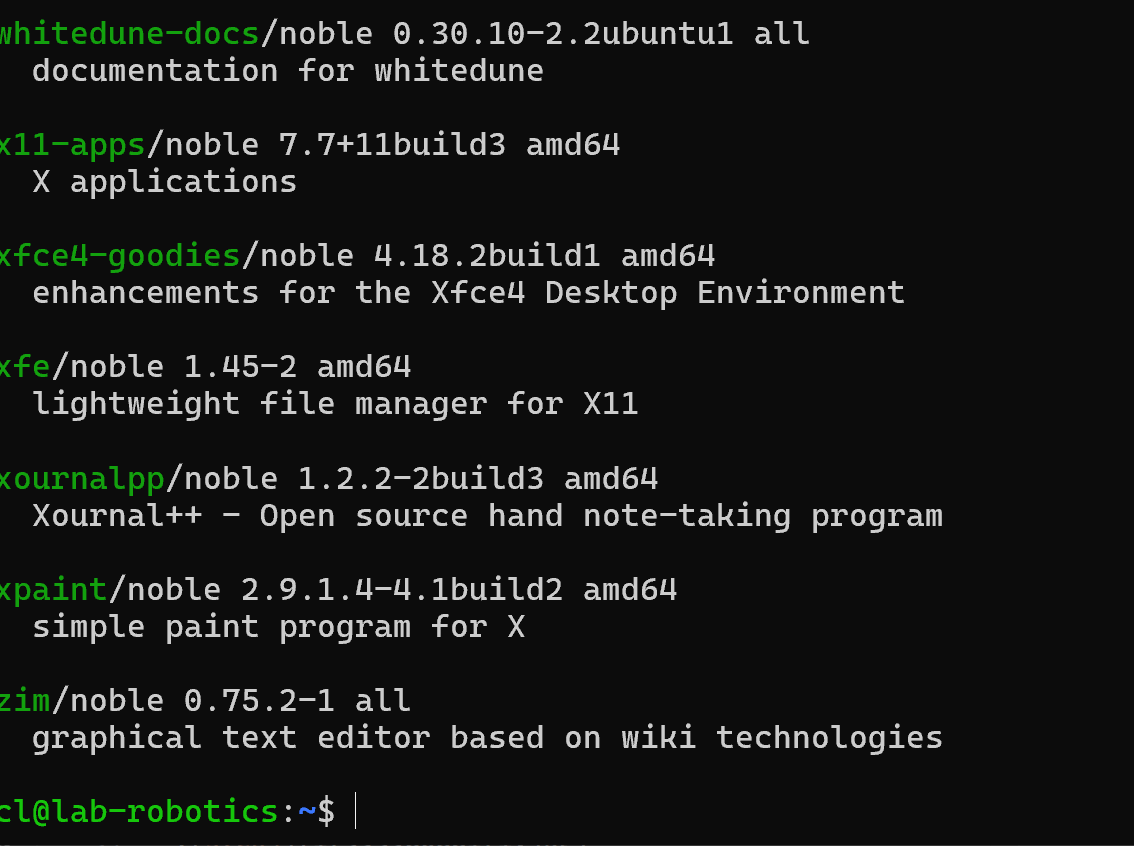 whitedune-docs/noble 0.30.10-2.2ubuntu1 all
documentation for whitedune
x11-apps/noble 7.7+11build3 amd64
X applications
xfce4-goodies/noble 4.18.2build1 amd64
enhancements for the Xfce4 Desktop Environment
xfe/noble 1.45-2 amd64
lightweight file manager for X11
xournalpp/noble 1.2.2-2build3 amd64
Xournal++ - Open source hand note-taking program
xpaint/noble 2.9.1.4-4.1build2 amd64
simple paint program for X
zim/noble 0.75.2-1 all
graphical text editor based on wiki technologies
cl@lab-robotics:~$